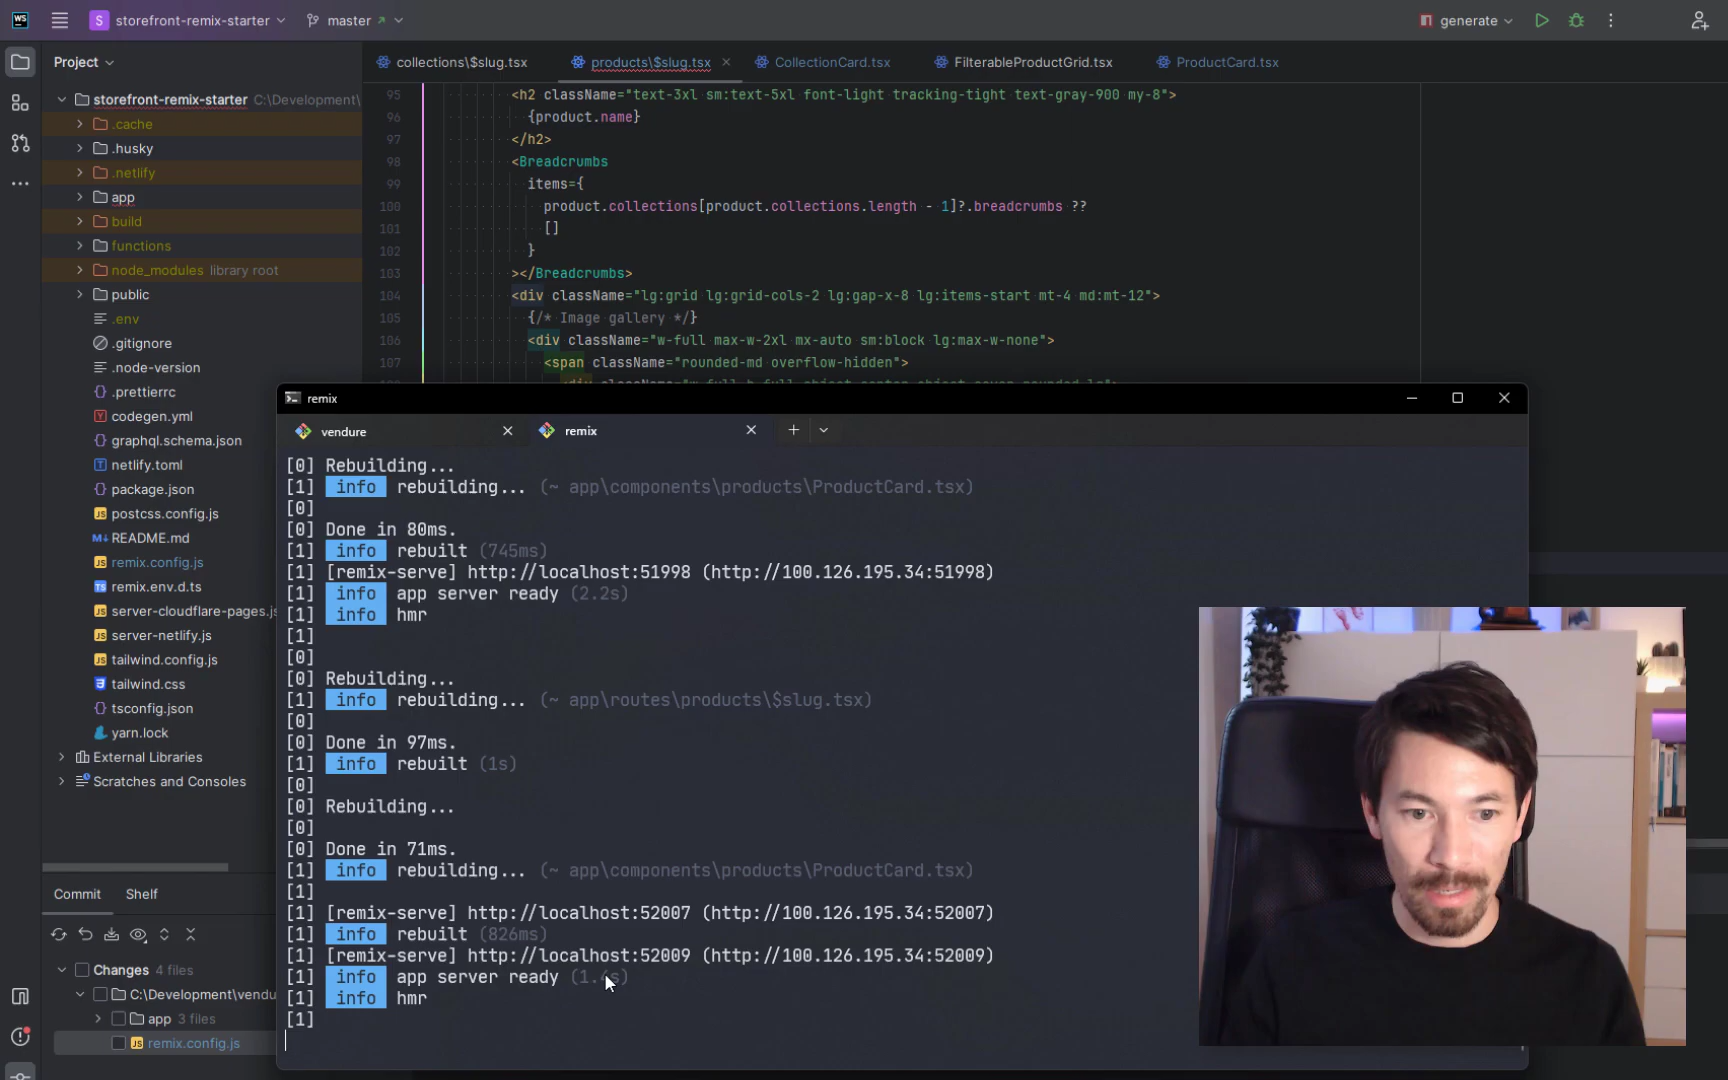 WS
S
storefront-remix-starter
master
generate
Project
collections\$slug.tsx
products\$slug.tsx
CollectionCard.tsx
FilterableProductGrid.tsx
ProductCard.tsx
storefront-remix-starter C:\Development\
.cache
.husky
.netlify
app
build
functions
node_modules library root
public
.env
.gitignore
.node-version
.prettierrc
codegen.yml
graphql.schema.json
netlify.toml
package.json
postcss.config.js
README.md
remix.config.js
remix.env.d.ts
server-cloudflare-pages.js
server-netlify.js
tailwind.config.js
tailwind.css
tsconfig.json
yarn.lock
External Libraries
Scratches and Consoles
95 <h2 className="text-3xl sm:text-5xl font-light tracking-tight text-gray-900 my-8">
96 {product.name}
97 </h2>
98 <Breadcrumbs
99 items={
100 product.collections[product.collections.length - 1]?.breadcrumbs ??
101 []
102 }
103 ></Breadcrumbs>
104 <div className="lg:grid lg:grid-cols-2 lg:gap-x-8 lg:items-start mt-4 md:mt-12">
105 {/* Image gallery */}
106 <div className="w-full max-w-2xl mx-auto sm:block lg:max-w-none">
107 <span className="rounded-md overflow-hidden">
remix
vendure
remix
[0] Rebuilding...
[1] info rebuilding... (~ app\components\products\ProductCard.tsx)
[0]
[0] Done in 80ms.
[1] info rebuilt (745ms)
[1] [remix-serve] http://localhost:51998 (http://100.126.195.34:51998)
[1] info app server ready (2.2s)
[1] info hmr
[1]
[0]
[0] Rebuilding...
[1] info rebuilding... (~ app\routes\products\$slug.tsx)
[0]
[0] Done in 97ms.
[1] info rebuilt (1s)
[0]
[0] Rebuilding...
[0]
[0] Done in 71ms.
[1] info rebuilding... (~ app\components\products\ProductCard.tsx)
[1]
[1] [remix-serve] http://localhost:52007 (http://100.126.195.34:52007)
[1] info rebuilt (826ms)
[1] [remix-serve] http://localhost:52009 (http://100.126.195.34:52009)
[1] info app server ready
[1] info hmr
[1]
Commit
Shelf
Changes 4 files
C:\Development\vendu
app 3 files
remix.config.js